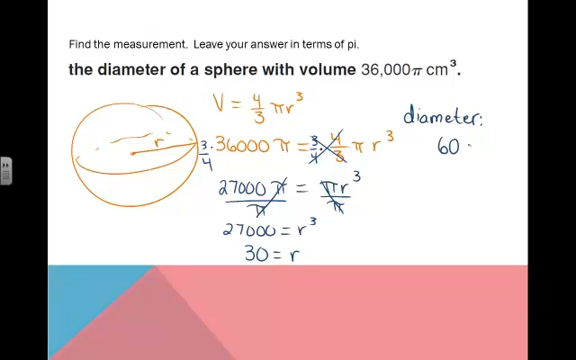 Find the measurement. Leave your answer in terms of pi.
the diameter of a sphere with volume 36,000π cm³.
V = 4/3 πr³
diameter:
r
3/4 · 36000 π = 3/4 · 4/3 π r³
60
27000 π/π = πr³/π
27000 = r³
30 = r